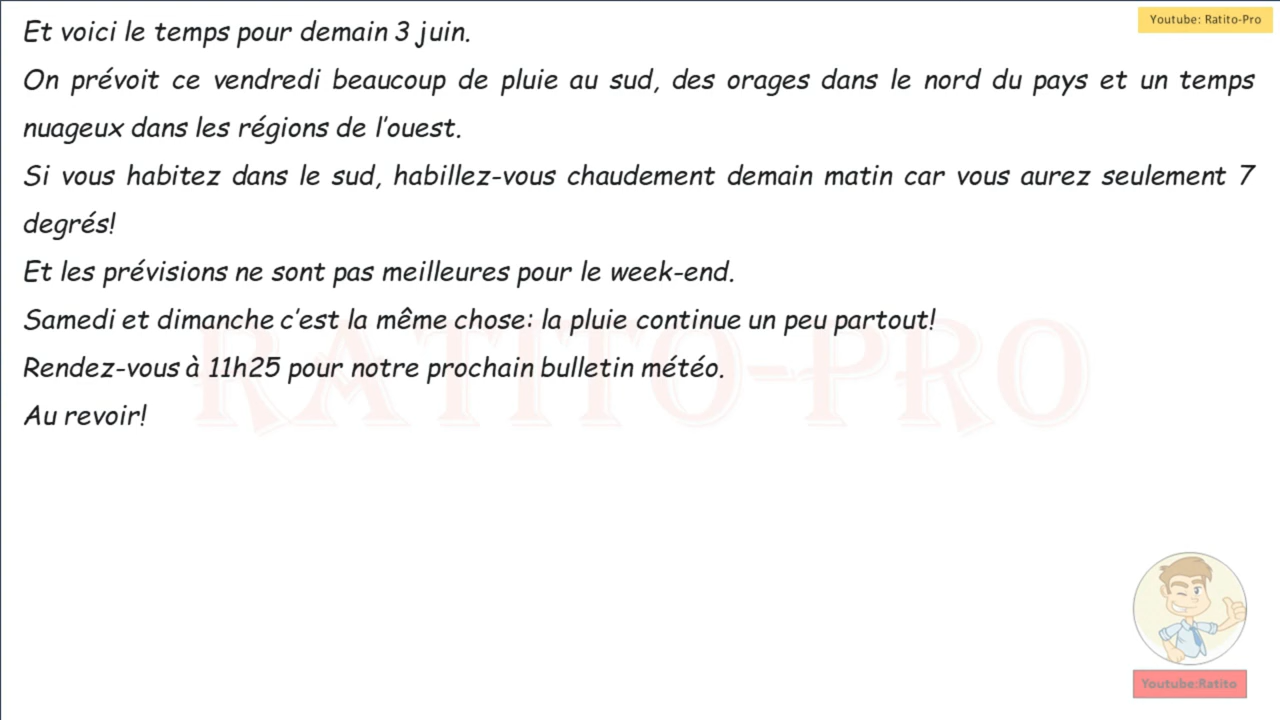 Et voici le temps pour demain 3 juin.
Youtube: Ratito-Pro
On prévoit ce vendredi beaucoup de pluie au sud, des orages dans le nord du pays et un temps
nuageux dans les régions de l'ouest.
Si vous habitez dans le sud, habillez-vous chaudement demain matin car vous aurez seulement 7
degrés!
Et les prévisions ne sont pas meilleures pour le week-end.
Samedi et dimanche c'est la même chose: la pluie continue un peu partout!
Rendez-vous à 11h25 pour notre prochain bulletin météo.
RATITO-PRO
Au revoir!
Youtube:Ratito